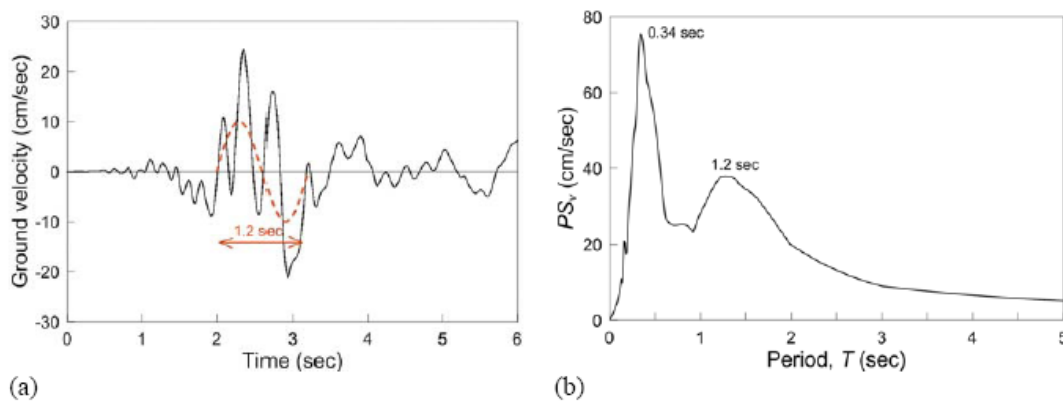 (a)
Ground velocity (cm/sec)
30
20
10
0
-10
-20
-30
1.2 sec
0 1 2 3 4 5 6
Time (sec)
(b)
PSv (cm/sec)
80
60
40
20
0
0.34 sec
1.2 sec
0 1 2 3 4 5
Period, T (sec)